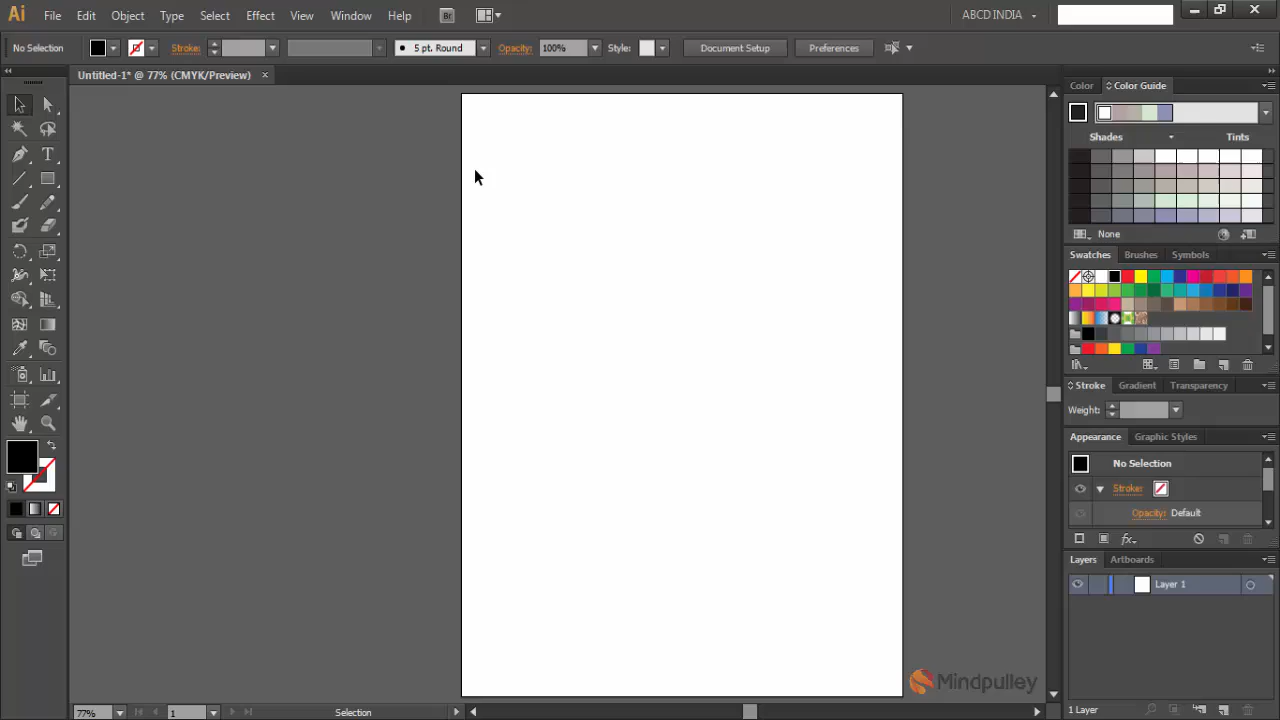 Ai File Edit Object Type Select Effect View Window Help Br ABCD INDIA
No Selection Stroke: 5 pt. Round Opacity: 100% Style: Document Setup Preferences
Untitled-1* @ 77% (CMYK/Preview) ×
Color Color Guide
Shades Tints
None
Swatches Brushes Symbols
Stroke Gradient Transparency
Weight:
Appearance Graphic Styles
No Selection
Stroke:
Opacity: Default
fx
Layers Artboards
Layer 1
Mindpulley
1 Layer
77% 1 Selection